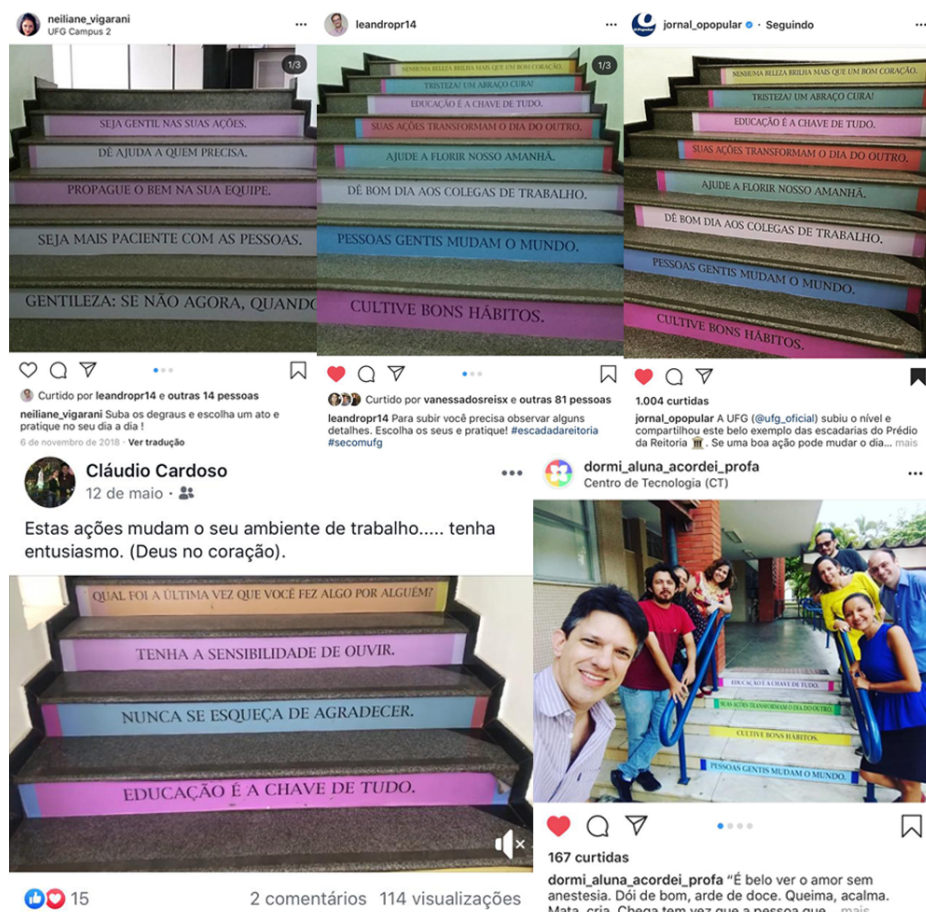 neiliane_vigarani
UFG Campus 2
1/3
SEJA GENTIL NAS SUAS AÇÕES.
DÊ AJUDA A QUEM PRECISA.
PROPAGUE O BEM NA SUA EQUIPE.
SEJA MAIS PACIENTE COM AS PESSOAS.
GENTILEZA: SE NÃO AGORA, QUANDO
Curtido por leandropr14 e outras 14 pessoas
neiliane_vigarani Suba os degraus e escolha um ato e
pratique no seu dia a dia !
6 de novembro de 2018 · Ver tradução
leandropr14
1/3
NENHUMA BELEZA BRILHA MAIS QUE UM BOM CORAÇÃO.
TRISTEZA? UM ABRAÇO CURA!
EDUCAÇÃO É A CHAVE DE TUDO.
SUAS AÇÕES TRANSFORMAM O DIA DO OUTRO.
AJUDE A FLORIR NOSSO AMANHÃ.
DÊ BOM DIA AOS COLEGAS DE TRABALHO.
PESSOAS GENTIS MUDAM O MUNDO.
CULTIVE BONS HÁBITOS.
Curtido por vanessadosreisx e outras 81 pessoas
leandropr14 Para subir você precisa observar alguns
detalhes. Escolha os seus e pratique! #escadadareitoria
#secomufg
jornal_opopular · Seguindo
NENHUMA BELEZA BRILHA MAIS QUE UM BOM CORAÇÃO.
TRISTEZA? UM ABRAÇO CURA!
EDUCAÇÃO É A CHAVE DE TUDO.
SUAS AÇÕES TRANSFORMAM O DIA DO OUTRO.
AJUDE A FLORIR NOSSO AMANHÃ.
DÊ BOM DIA AOS COLEGAS DE TRABALHO.
PESSOAS GENTIS MUDAM O MUNDO.
CULTIVE BONS HÁBITOS.
1.004 curtidas
jornal_opopular A UFG (@ufg_oficial) subiu o nível e
compartilhou este belo exemplo das escadarias do Prédio
da Reitoria 🏛. Se uma boa ação pode mudar o dia... mais
Cláudio Cardoso
12 de maio ·
Estas ações mudam o seu ambiente de trabalho..... tenha
entusiasmo. (Deus no coração).
QUAL FOI A ÚLTIMA VEZ QUE VOCÊ FEZ ALGO POR ALGUÉM?
TENHA A SENSIBILIDADE DE OUVIR.
NUNCA SE ESQUEÇA DE AGRADECER.
EDUCAÇÃO É A CHAVE DE TUDO.
15
2 comentários 114 visualizações
dormi_aluna_acordei_profa
Centro de Tecnologia (CT)
EDUCAÇÃO É A CHAVE DE TUDO.
SUAS AÇÕES TRANSFORMAM O DIA DO OUTRO.
CULTIVE BONS HÁBITOS.
PESSOAS GENTIS MUDAM O MUNDO.
167 curtidas
dormi_aluna_acordei_profa "É belo ver o amor sem
anestesia. Dói de bom, arde de doce. Queima, acalma.
Mata, cria. Chega tem vez que a pessoa que... mais